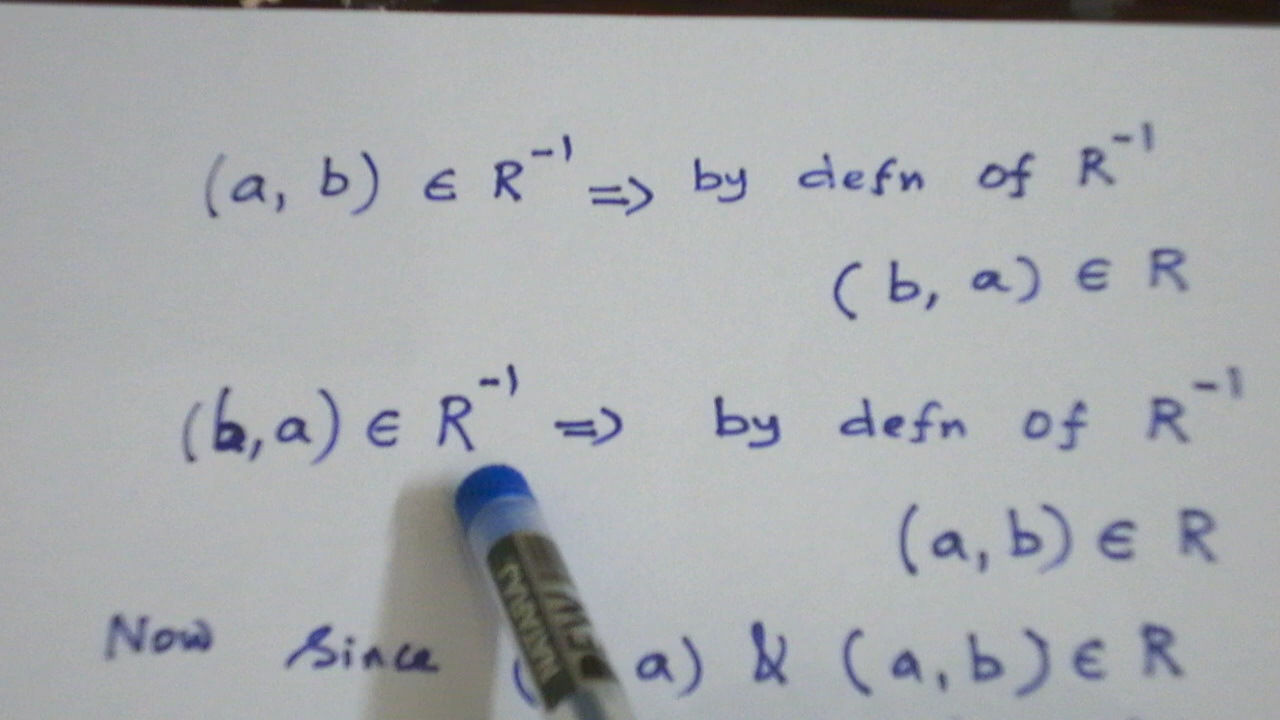 (a, b) ∈ R⁻¹ ⇒ by defn of R⁻¹
(b, a) ∈ R
(b, a) ∈ R⁻¹ ⇒ by defn of R⁻¹
(a, b) ∈ R
Now Since ( a) & (a, b) ∈ R